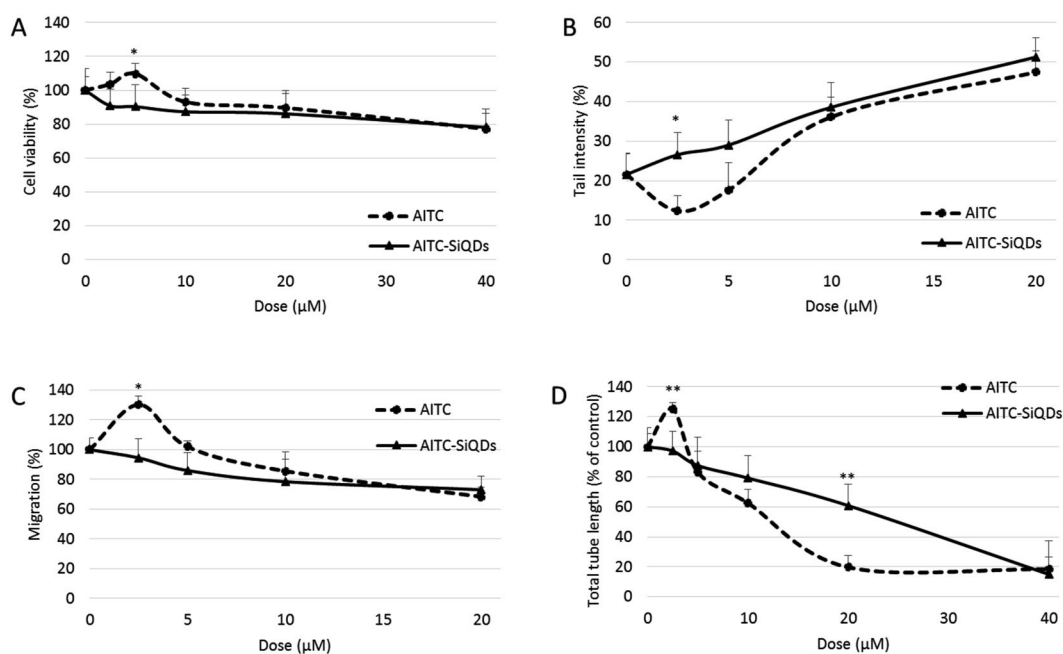 A
Cell viability (%)
140
120
100
80
60
40
20
0
*
AITC
AITC-SiQDs
0 10 20 30 40
Dose (µM)
B
Tail intensity (%)
60
50
40
30
20
10
0
*
AITC
AITC-SiQDs
0 5 10 15 20
Dose (µM)
C
Migration (%)
140
120
100
80
60
40
20
0
*
AITC
AITC-SiQDs
0 5 10 15 20
Dose (µM)
D
Total tube length (% of control)
140
120
100
80
60
40
20
0
**
**
AITC
AITC-SiQDs
0 10 20 30 40
Dose (µM)